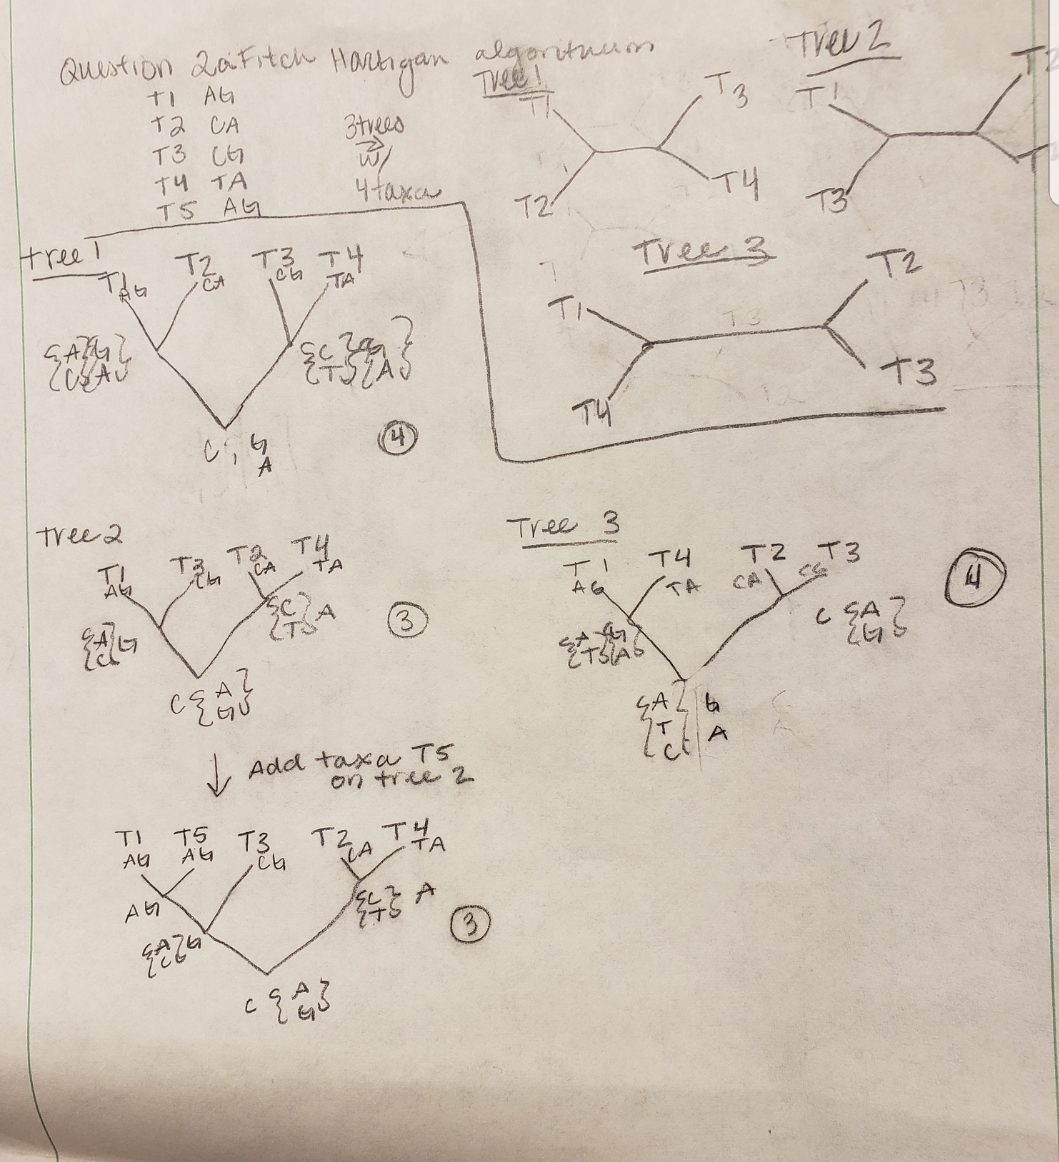 Question 2a Fitch Hartigan algorithum
T1 AG
T2 CA
T3 CG
T4 TA
T5 AG
3 trees
w/
4 taxa
Tree 1
T1
T3
T2
T4
Tree 2
T1
T2
T3
Tree 3
T1
T2
T3
T4
T3
tree 1
T1 T2 T3 T4
AG CA CG TA
{A} {G}
{C} {A}
{C} {G}
{T} {A}
C ; G
A
4
tree 2
T1 T3 T2 T4
AG CG CA TA
{A} G
{C}
{C} A
{T}
3
C {A}
{G}
Tree 3
T1 T4 T2 T3
AG TA CA CG
4
{A} {G}
{T} {A}
C {A}
{G}
{A} G
{T} A
{C}
↓ Add taxa T5
on tree 2
T1 T5 T3 T2 T4
AG AG CG CA TA
AG
{C} A
{T}
{A} G
{C}
3
C {A}
{G}